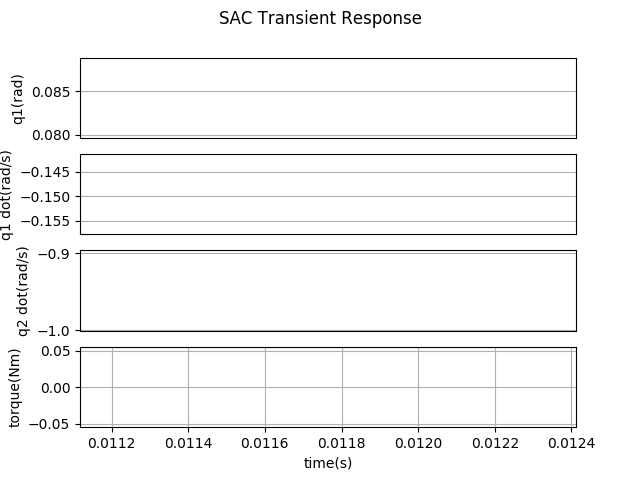 SAC Transient Response
q1(rad)
0.085
0.080
q1 dot(rad/s)
−0.145
−0.150
−0.155
q2 dot(rad/s)
−0.9
−1.0
torque(Nm)
0.05
0.00
−0.05
0.0112 0.0114 0.0116 0.0118 0.0120 0.0122 0.0124
time(s)